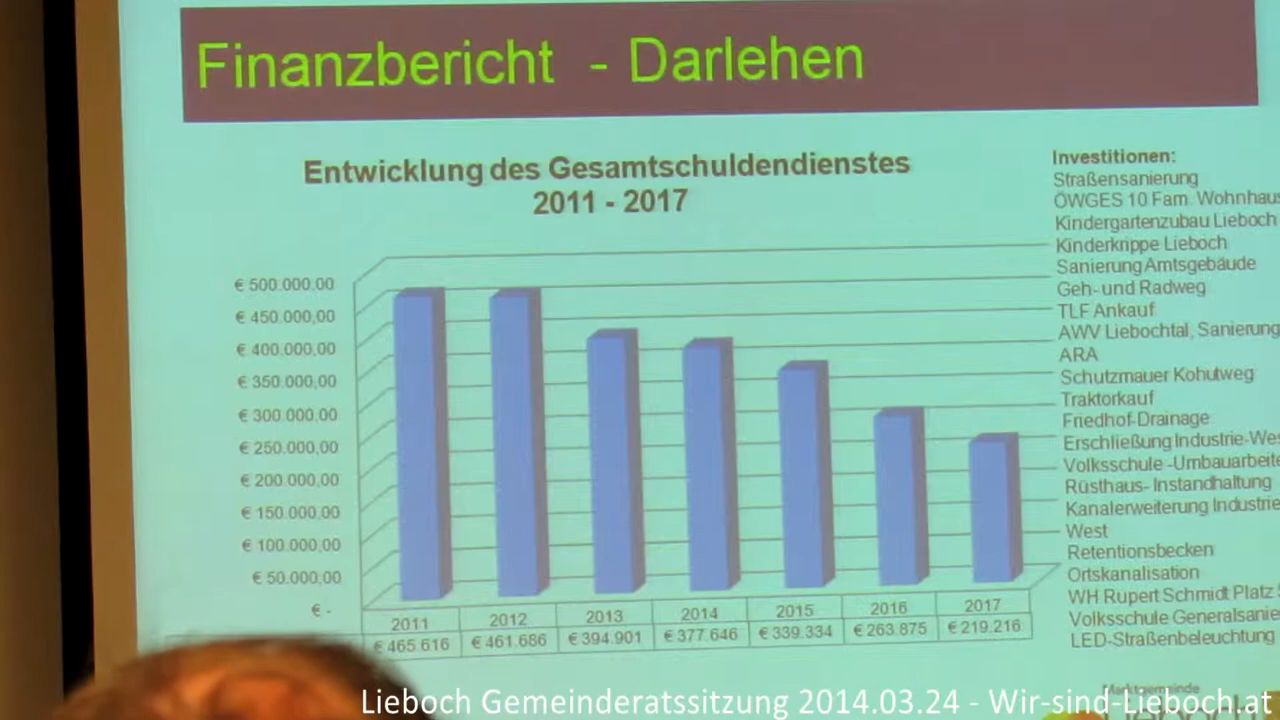 Finanzbericht - Darlehen
Entwicklung des Gesamtschuldendienstes
2011 - 2017
€ 500.000,00
€ 450.000,00
€ 400.000,00
€ 350.000,00
€ 300.000,00
€ 250.000,00
€ 200.000,00
€ 150.000,00
€ 100.000,00
€ 50.000,00
€ -
2011 2012 2013 2014 2015 2016 2017
€ 465.616 € 461.686 € 394.901 € 377.646 € 339.334 € 263.875 € 219.216
Investitionen:
Straßensanierung
ÖWGES 10 Fam. Wohnhaus
Kindergartenzubau Lieboch
Kinderkrippe Lieboch
Sanierung Amtsgebäude
Geh- und Radweg
TLF Ankauf
AWV Liebochtal, Sanierung
ARA
Schutzmauer Kohutweg
Traktorkauf
Friedhof-Drainage
Erschließung Industrie-Wes
Volksschule -Umbauarbeite
Rüsthaus- Instandhaltung
Kanalerweiterung Industrie
West
Retentionsbecken
Ortskanalisation
WH Rupert Schmidt Platz
Volksschule Generalsanie
LED-Straßenbeleuchtung
Marktgemeinde
Lieboch Gemeinderatssitzung 2014.03.24 - Wir-sind-Lieboch.at